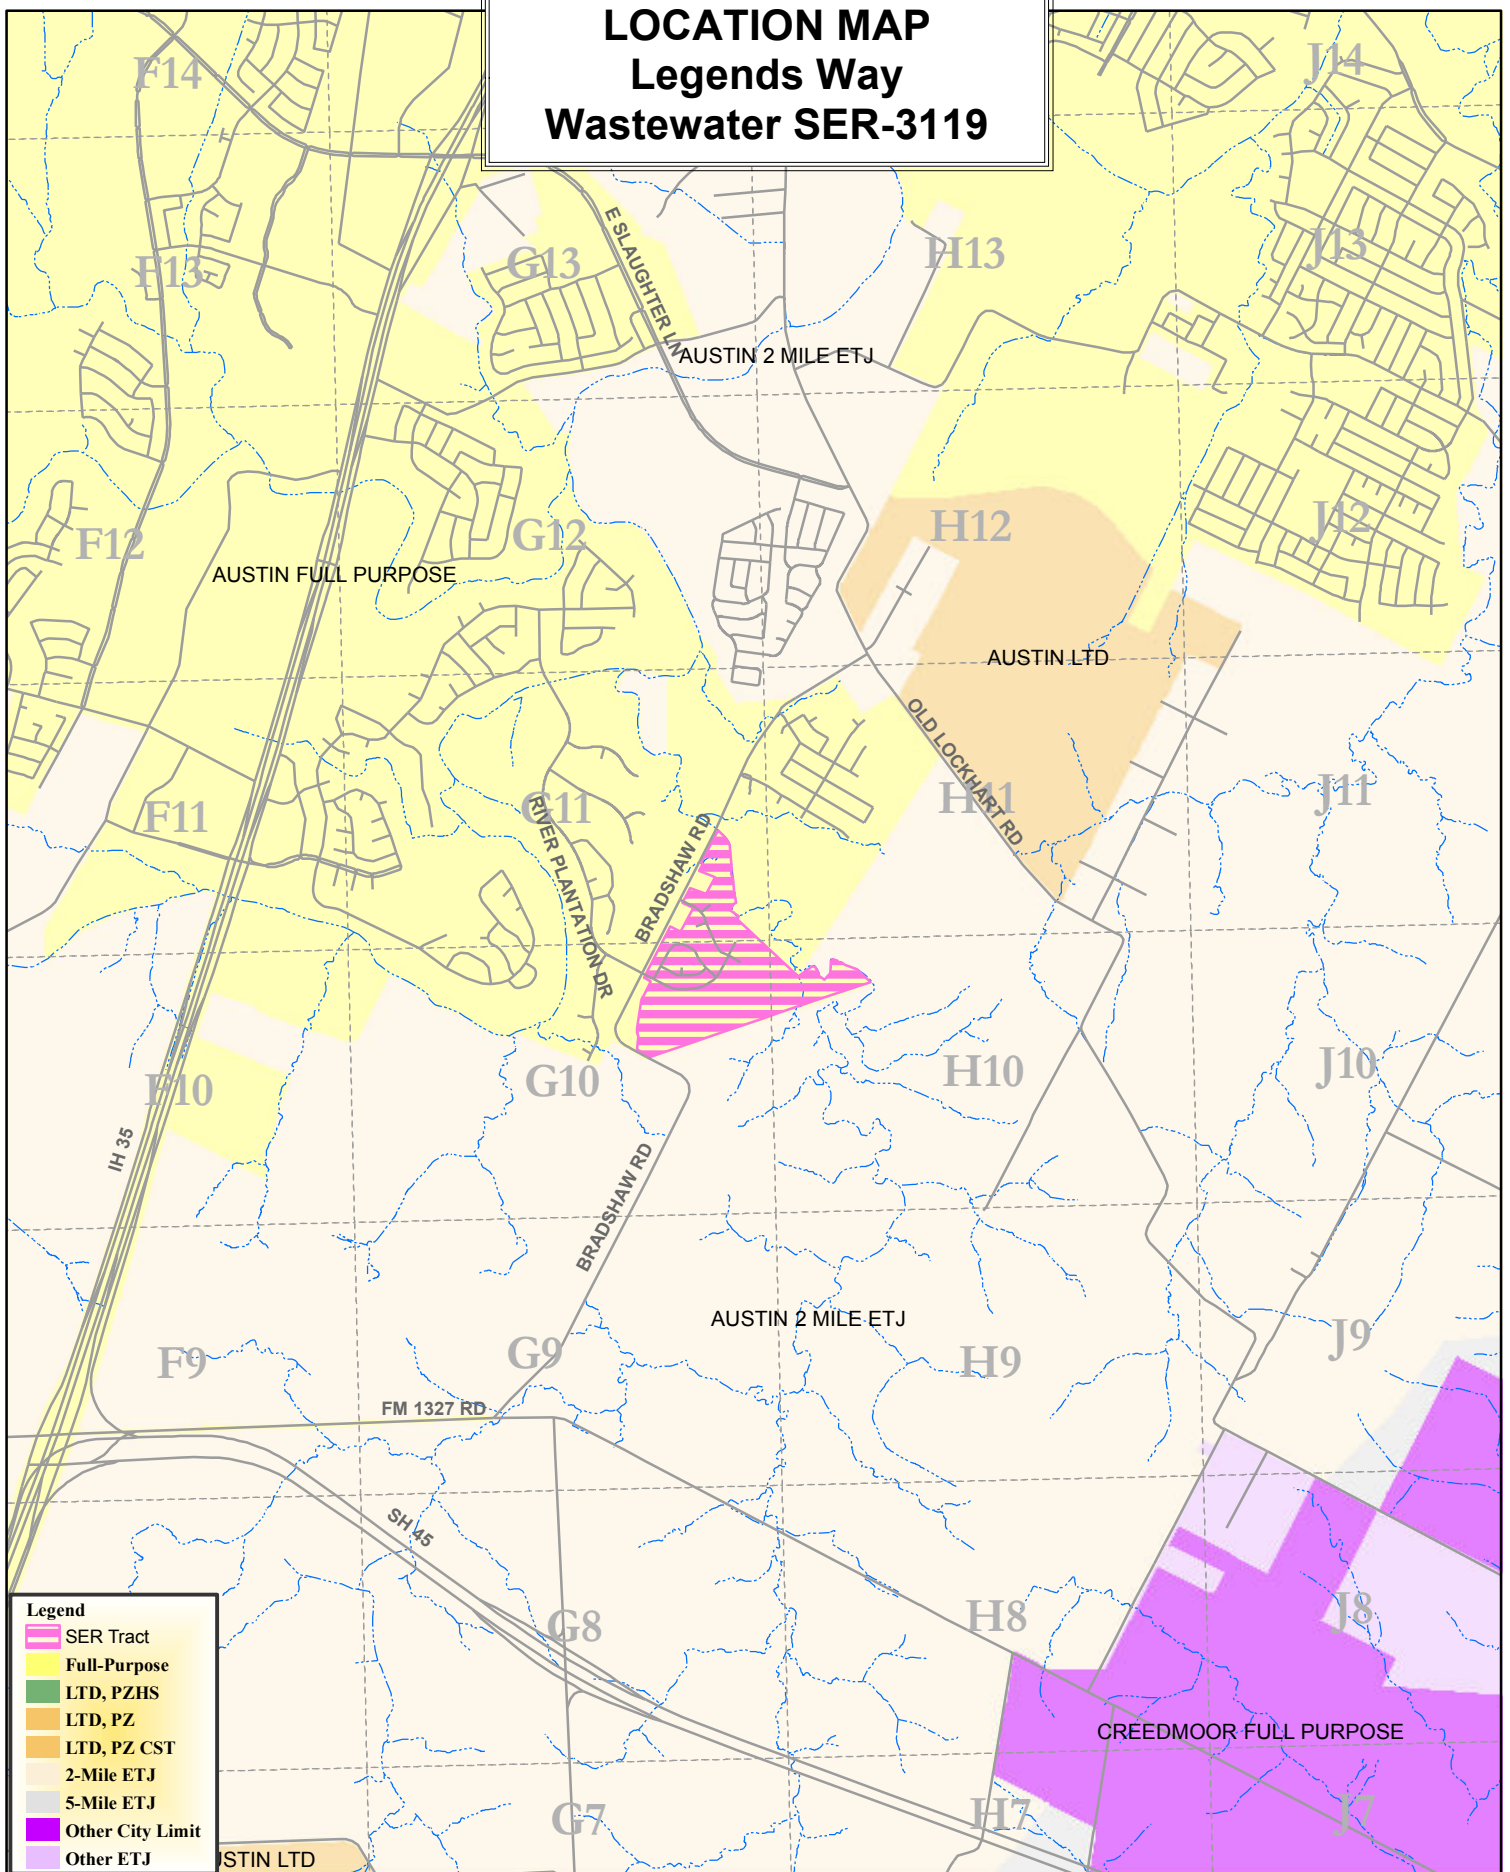 LOCATION MAP
Legends Way
Wastewater SER-3119
F14
J14
G13
H13
J13
F13
E SLAUGHTER LN
AUSTIN 2 MILE ETJ
G12
H12
J12
F12
AUSTIN FULL PURPOSE
AUSTIN LTD
OLD LOCKHART RD
F11
G11
H11
J11
RIVER PLANTATION DR
BRADSHAW RD
F10
G10
H10
J10
IH 35
BRADSHAW RD
AUSTIN 2 MILE ETJ
F9
G9
H9
J9
FM 1327 RD
SH 45
G8
H8
J8
CREEDMOOR FULL PURPOSE
G7
H7
J7
Legend
SER Tract
Full-Purpose
LTD, PZHS
LTD, PZ
LTD, PZ CST
2-Mile ETJ
5-Mile ETJ
Other City Limit
Other ETJ
USTIN LTD